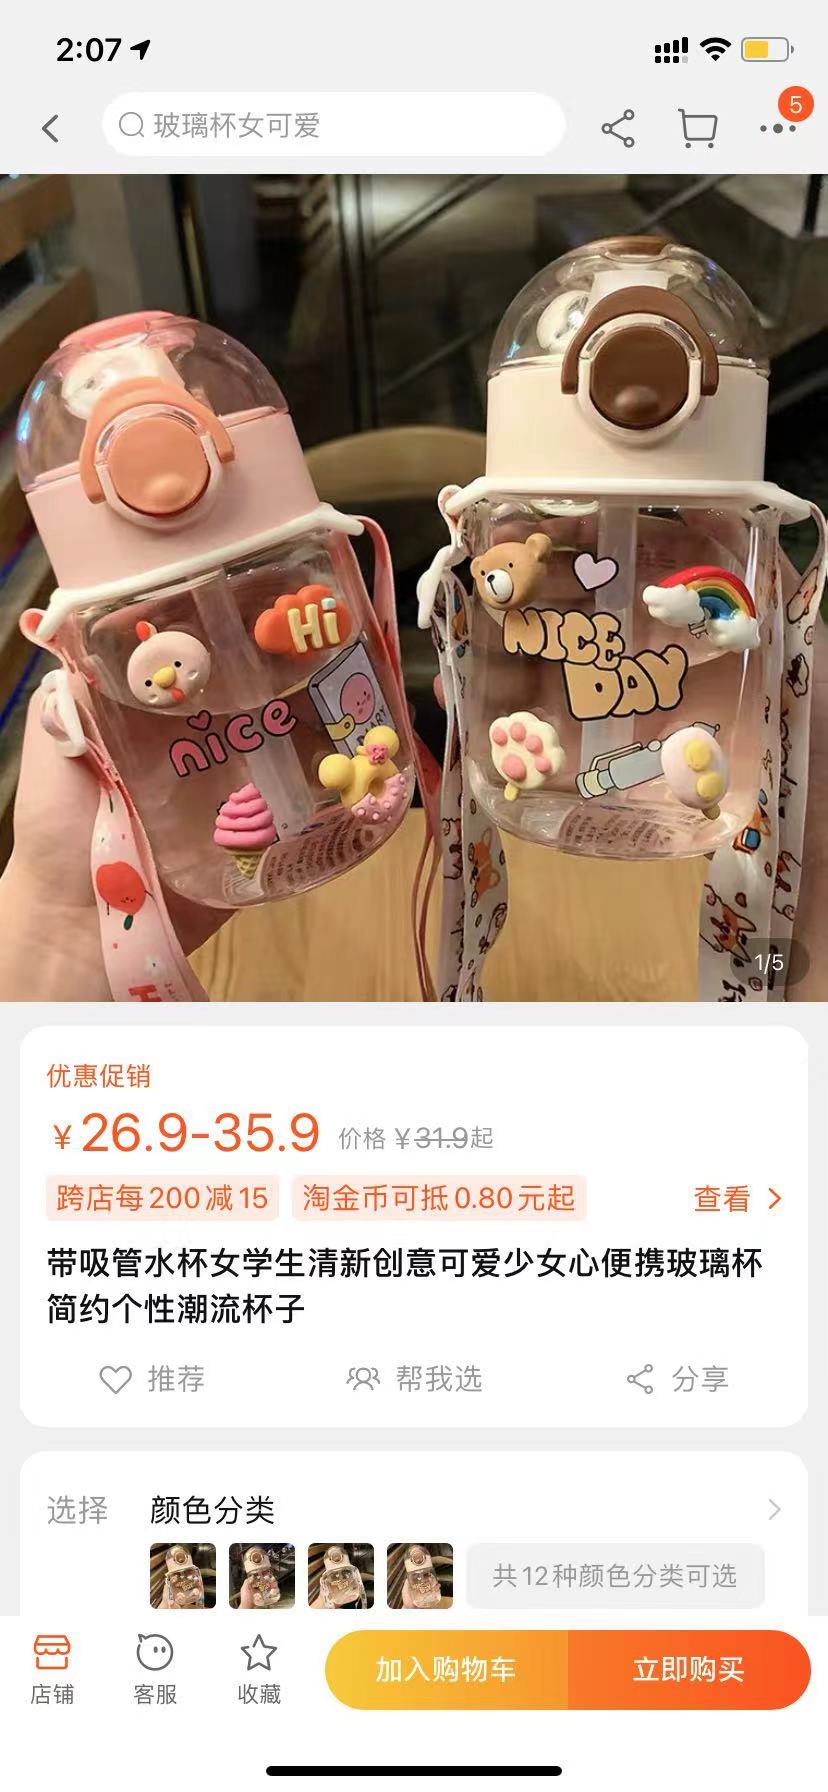 2:07
玻璃杯女可爱
5
Hi
nice
DIARY
NICE
DAY
1/5
优惠促销
¥26.9-35.9 价格 ¥31.9起
跨店每200减15 淘金币可抵0.80元起 查看
带吸管水杯女学生清新创意可爱少女心便携玻璃杯
简约个性潮流杯子
推荐 帮我选 分享
选择 颜色分类
共12种颜色分类可选
店铺 客服 收藏 加入购物车 立即购买